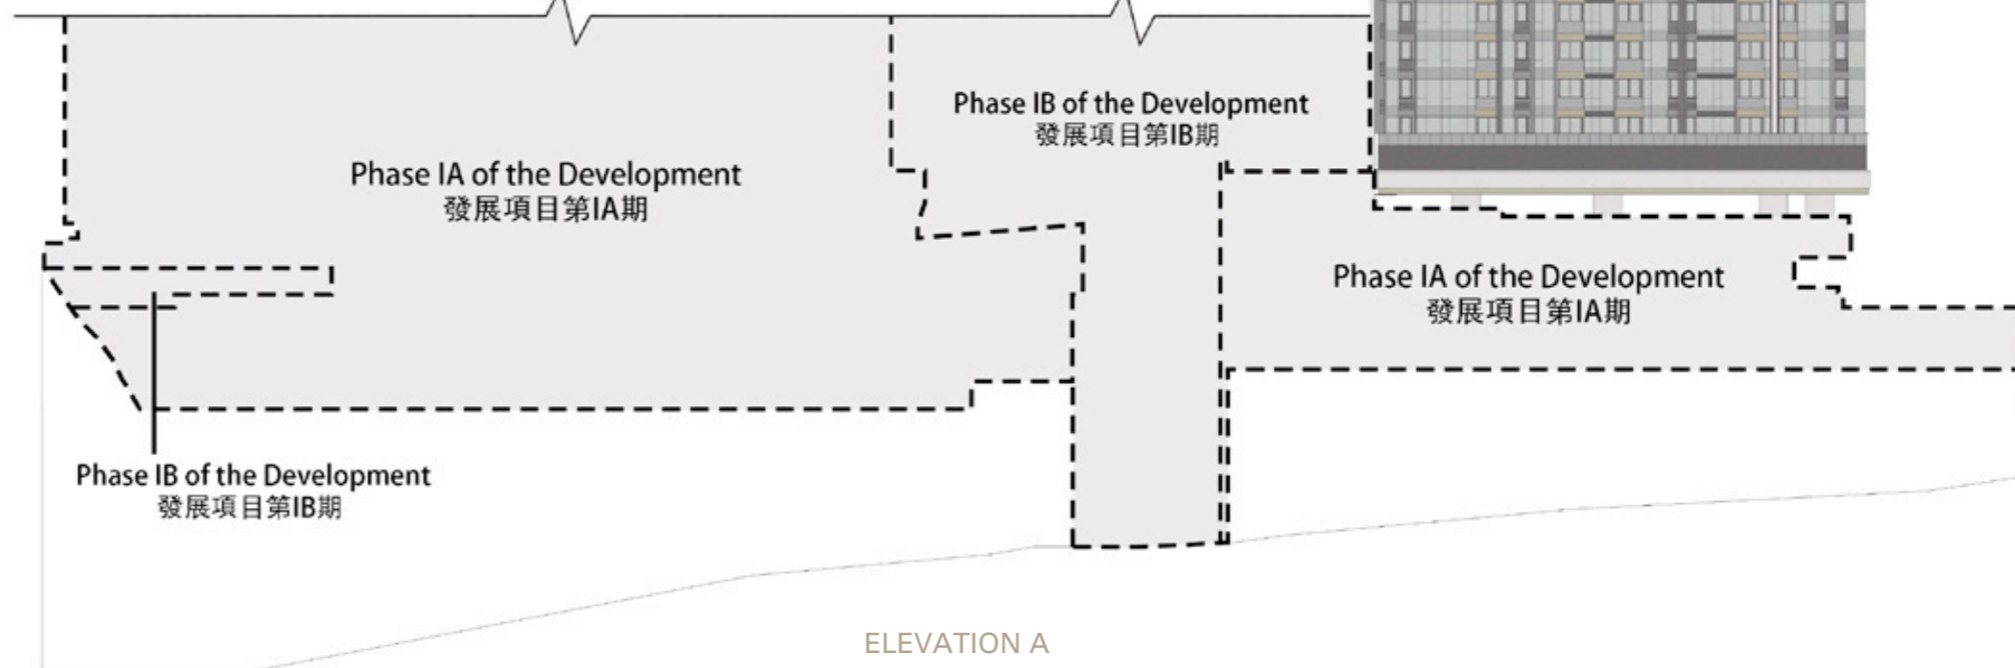 Phase IB of the Development
發展項目第IB期
Phase IA of the Development
發展項目第IA期
Phase IA of the Development
發展項目第IA期
Phase IB of the Development
發展項目第IB期
ELEVATION A